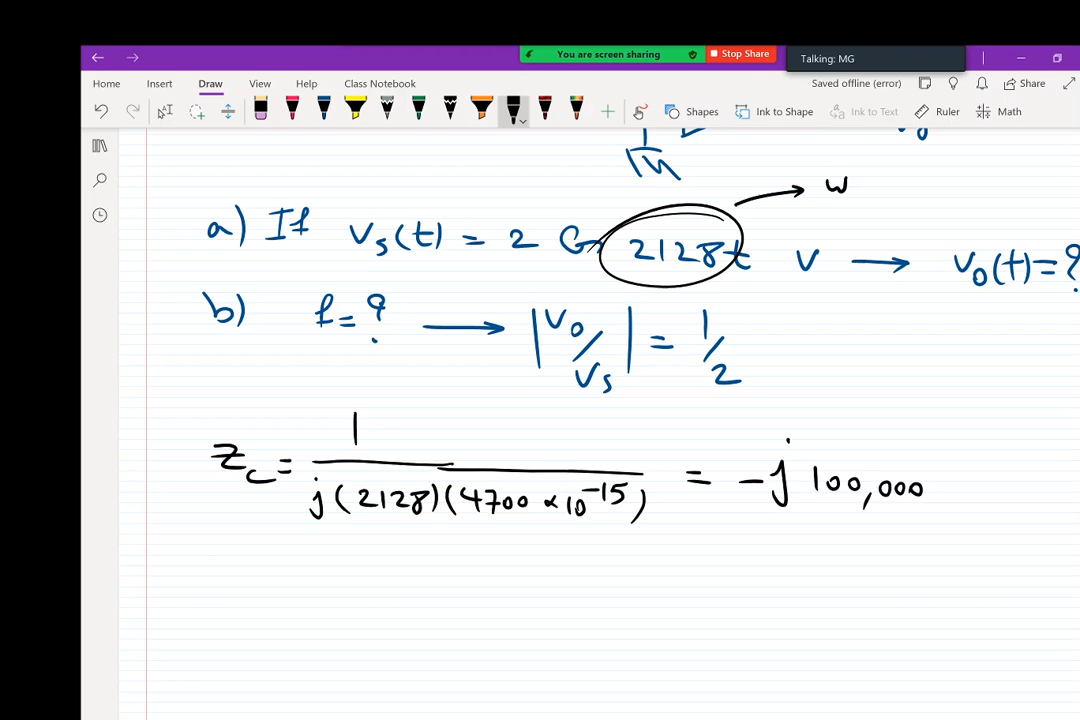 You are screen sharing Stop Share Talking: MG
Home Insert Draw View Help Class Notebook Saved offline (error) Share
Shapes Ink to Shape Ink to Text Ruler Math
a) If vs(t) = 2 Cos 2128t v → vo(t)=?
w
b) f=? → |vo/vs| = 1/2
Zc = 1/(j(2128)(4700 × 10^-15)) = -j 100,000